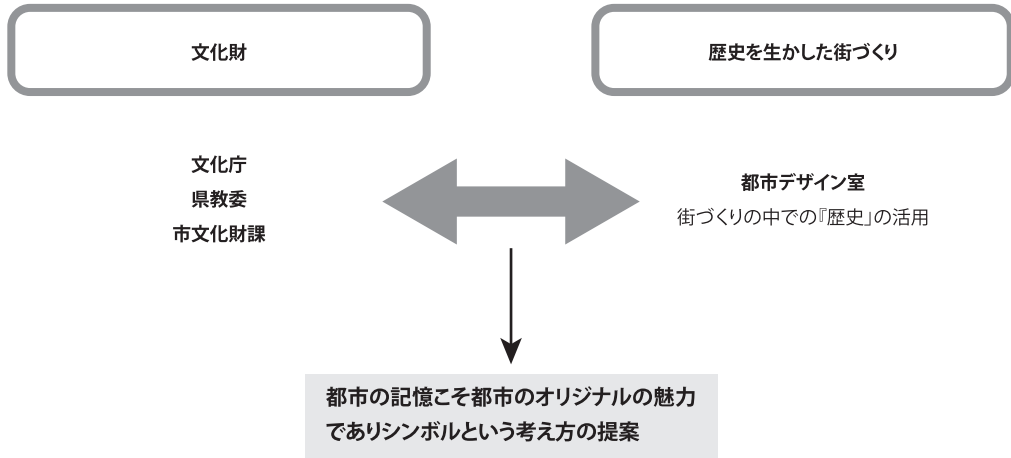 文化財
歴史を生かした街づくり
文化庁
県教委
市文化財課
都市デザイン室
街づくりの中での『歴史」の活用
都市の記憶こそ都市のオリジナルの魅力
でありシンボルという考え方の提案